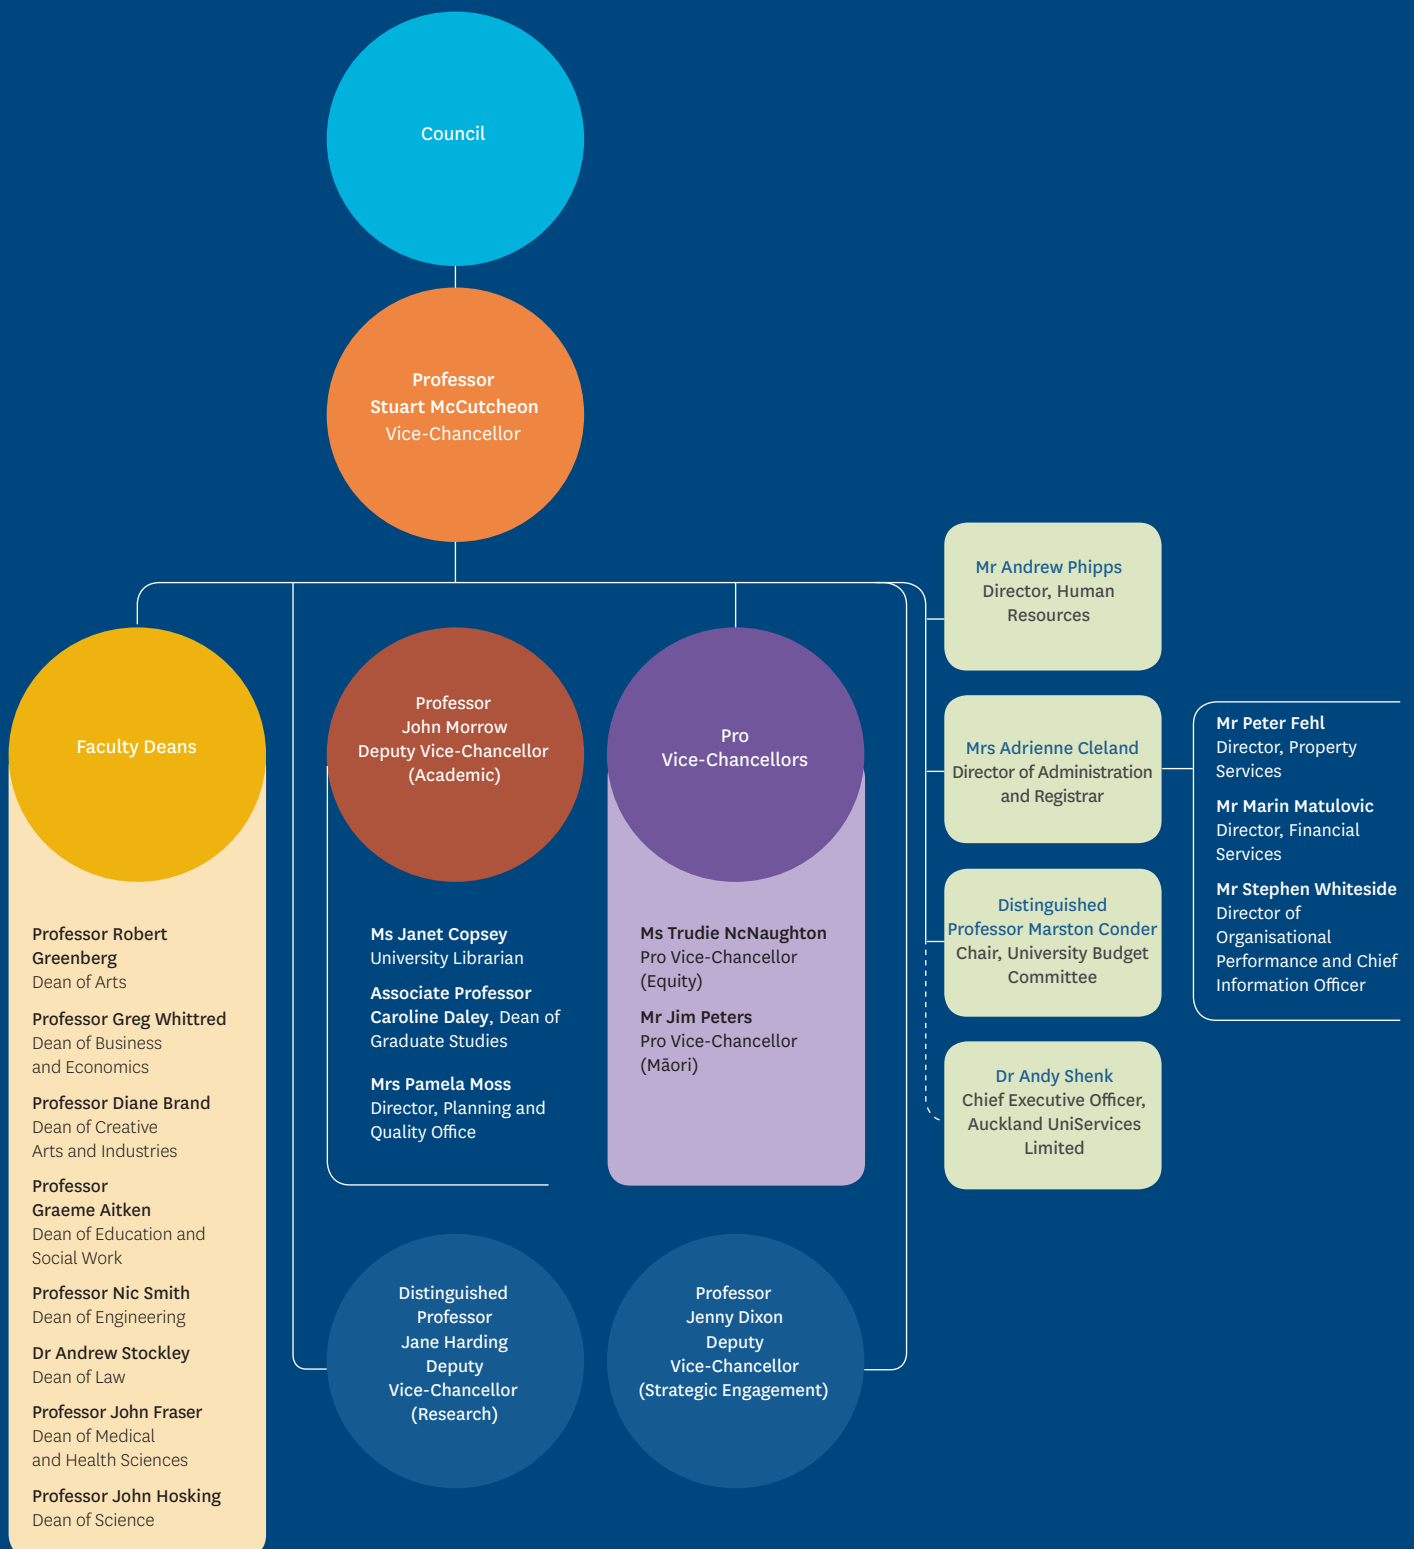 Council
Professor
Stuart McCutcheon
Vice-Chancellor
Faculty Deans
Professor Robert
Greenberg
Dean of Arts
Professor Greg Whittred
Dean of Business
and Economics
Professor Diane Brand
Dean of Creative
Arts and Industries
Professor
Graeme Aitken
Dean of Education and
Social Work
Professor Nic Smith
Dean of Engineering
Dr Andrew Stockley
Dean of Law
Professor John Fraser
Dean of Medical
and Health Sciences
Professor John Hosking
Dean of Science
Professor
John Morrow
Deputy Vice-Chancellor
(Academic)
Ms Janet Copsey
University Librarian
Associate Professor
Caroline Daley, Dean of
Graduate Studies
Mrs Pamela Moss
Director, Planning and
Quality Office
Distinguished
Professor
Jane Harding
Deputy
Vice-Chancellor
(Research)
Pro
Vice-Chancellors
Ms Trudie NcNaughton
Pro Vice-Chancellor
(Equity)
Mr Jim Peters
Pro Vice-Chancellor
(Māori)
Professor
Jenny Dixon
Deputy
Vice-Chancellor
(Strategic Engagement)
Mr Andrew Phipps
Director, Human
Resources
Mrs Adrienne Cleland
Director of Administration
and Registrar
Distinguished
Professor Marston Conder
Chair, University Budget
Committee
Dr Andy Shenk
Chief Executive Officer,
Auckland UniServices
Limited
Mr Peter Fehl
Director, Property
Services
Mr Marin Matulovic
Director, Financial
Services
Mr Stephen Whiteside
Director of
Organisational
Performance and Chief
Information Officer